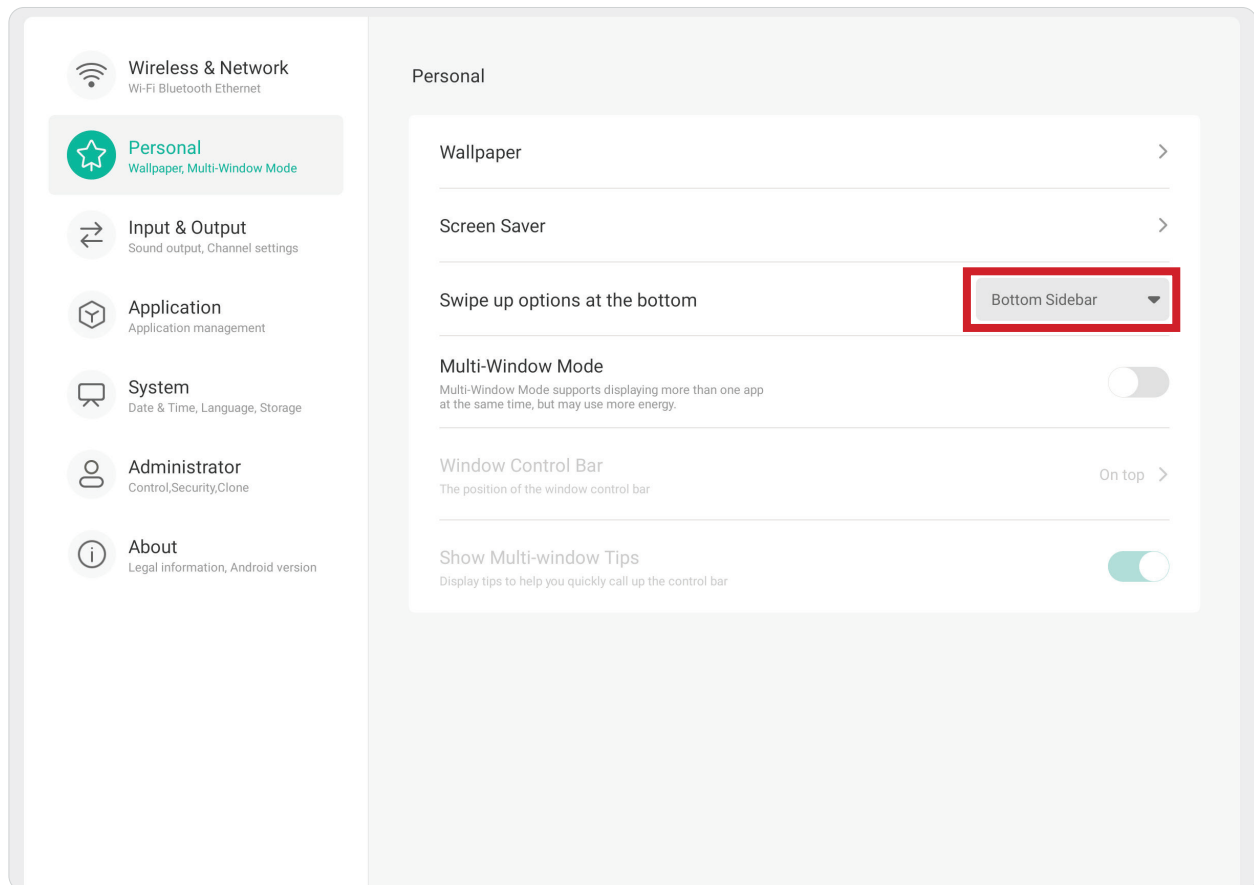 Wireless & Network
Wi-Fi Bluetooth Ethernet
Personal
Wallpaper, Multi-Window Mode
Input & Output
Sound output, Channel settings
Application
Application management
System
Date & Time, Language, Storage
Administrator
Control,Security,Clone
About
Legal information, Android version
Personal
Wallpaper
Screen Saver
Swipe up options at the bottom
Bottom Sidebar
Multi-Window Mode
Multi-Window Mode supports displaying more than one app
at the same time, but may use more energy.
Window Control Bar
The position of the window control bar
On top
Show Multi-window Tips
Display tips to help you quickly call up the control bar